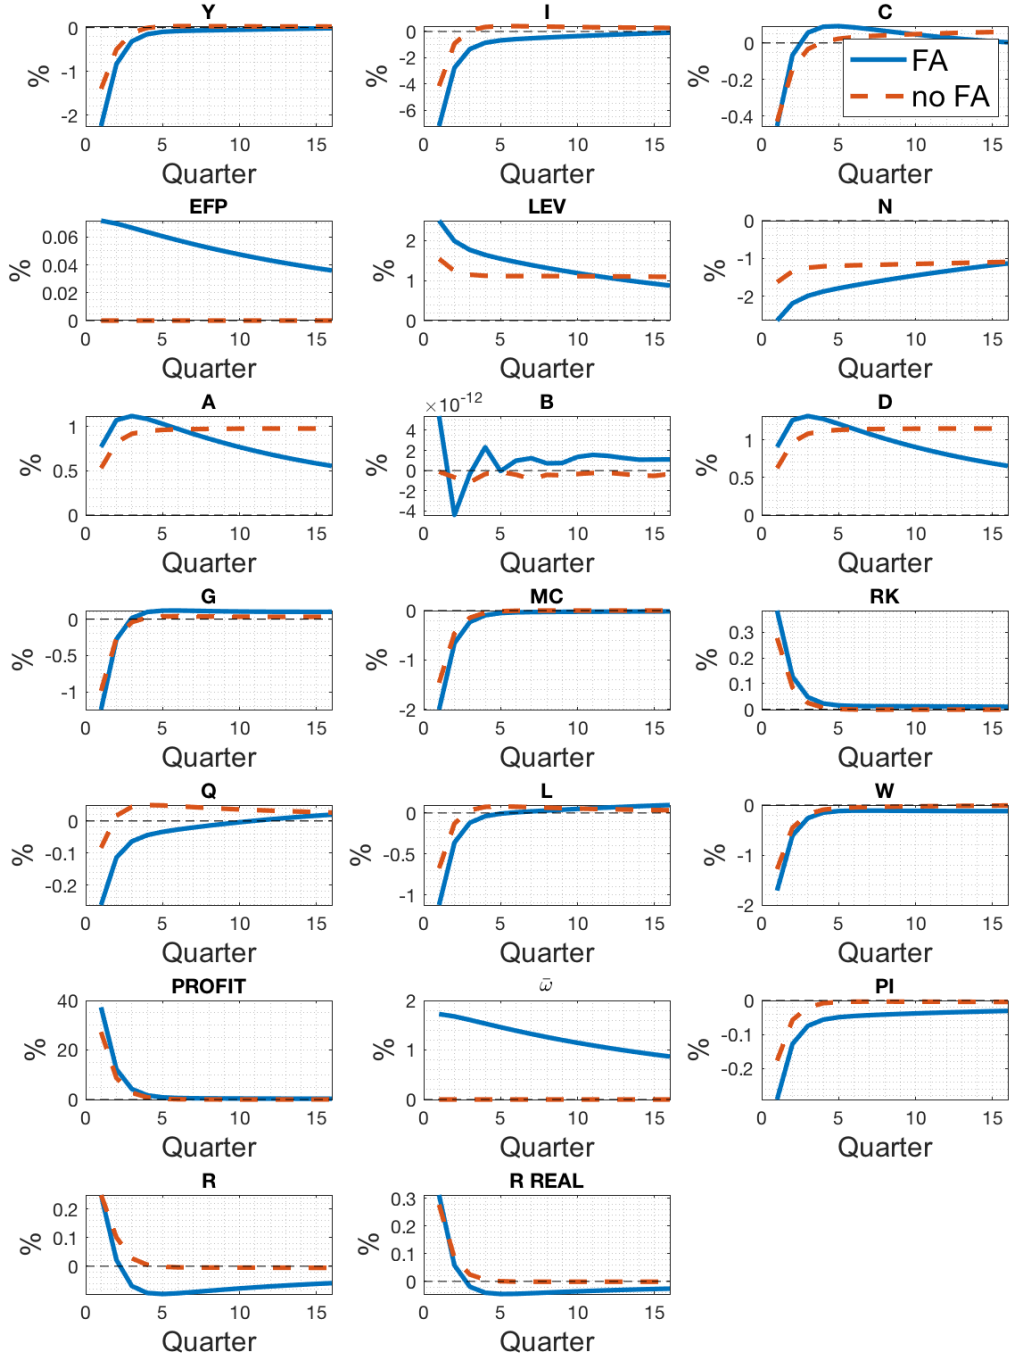 Y
I
C
0
-1
-2
%
0
-2
-4
-6
%
0
-0.2
-0.4
%
FA
no FA
0 5 10 15
0 5 10 15
0 5 10 15
Quarter
Quarter
Quarter
EFP
LEV
N
0.06
0.04
0.02
0
%
2
1
0
%
0
-1
-2
%
0 5 10 15
0 5 10 15
0 5 10 15
Quarter
Quarter
Quarter
A
B
D
1
0.5
0
%
×10-12
4
2
0
-2
-4
%
1
0.5
0
%
0 5 10 15
0 5 10 15
0 5 10 15
Quarter
Quarter
Quarter
G
MC
RK
0
-0.5
-1
%
0
-1
-2
%
0.3
0.2
0.1
0
%
0 5 10 15
0 5 10 15
0 5 10 15
Quarter
Quarter
Quarter
Q
L
W
0
-0.1
-0.2
%
0
-0.5
-1
%
0
-1
-2
%
0 5 10 15
0 5 10 15
0 5 10 15
Quarter
Quarter
Quarter
PROFIT
ω̄
PI
40
20
0
%
2
1
0
%
0
-0.1
-0.2
%
0 5 10 15
0 5 10 15
0 5 10 15
Quarter
Quarter
Quarter
R
R REAL
0.2
0.1
0
%
0.3
0.2
0.1
0
%
0 5 10 15
0 5 10 15
Quarter
Quarter